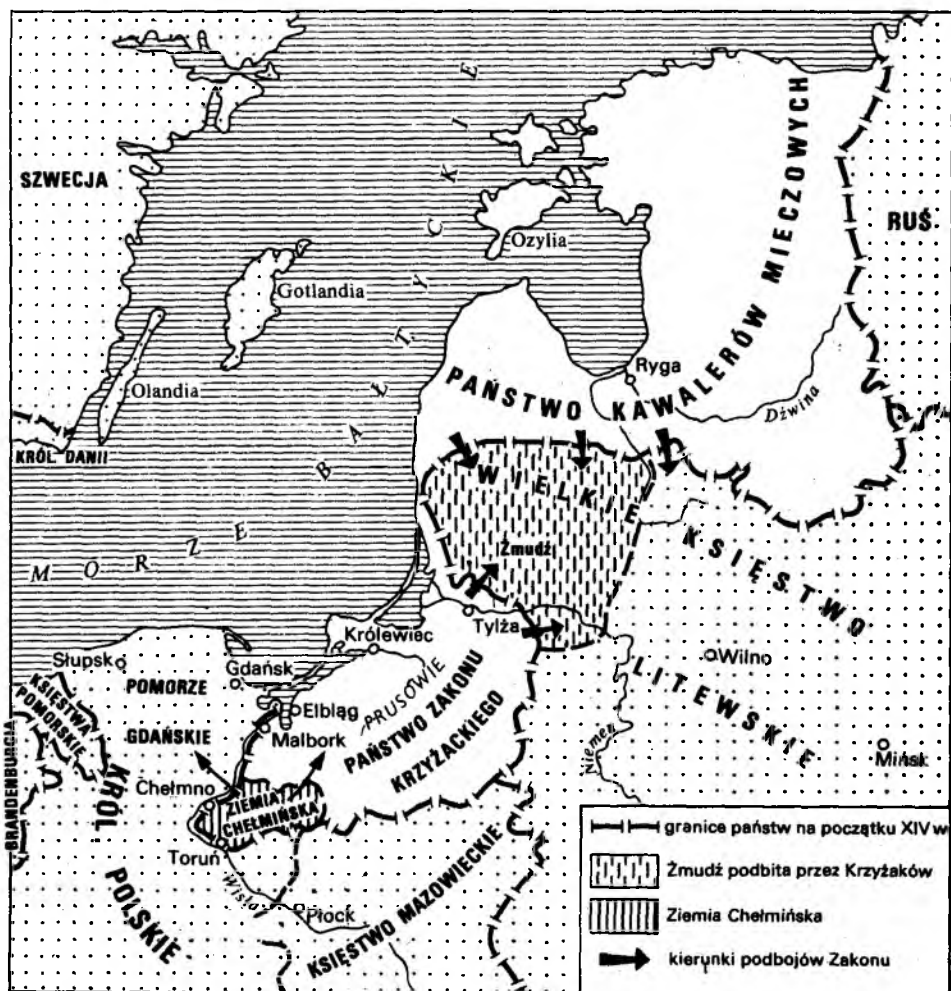 SZWECJA
MORZE BAŁTYCKIE
Ozylia
Gotlandia
Olandia
KRÓL. DANII
RUŚ
PAŃSTWO KAWALERÓW MIECZOWYCH
Ryga
Dźwina
WIELKIE KSIĘSTWO
LITEWSKIE
Żmudź
Tylża
Królewiec
Wilno
Mińsk
Niemen
Słupsk
Gdańsk
POMORZE
GDAŃSKIE
Elbląg
Malbork
PRUSOWIE
PAŃSTWO ZAKONU
KRZYŻACKIEGO
KSIĘSTWA
POMORSKIE
BRANDENBURGIA
KRÓL
POLSKIE
Chełmno
ZIEMIA
CHEŁMIŃSKA
Toruń
Wisła
Płock
KSIĘSTWO MAZOWIECKIE
granice państw na początku XIV w
Żmudź podbita przez Krzyżaków
Ziemia Chełmińska
kierunki podbojów Zakonu